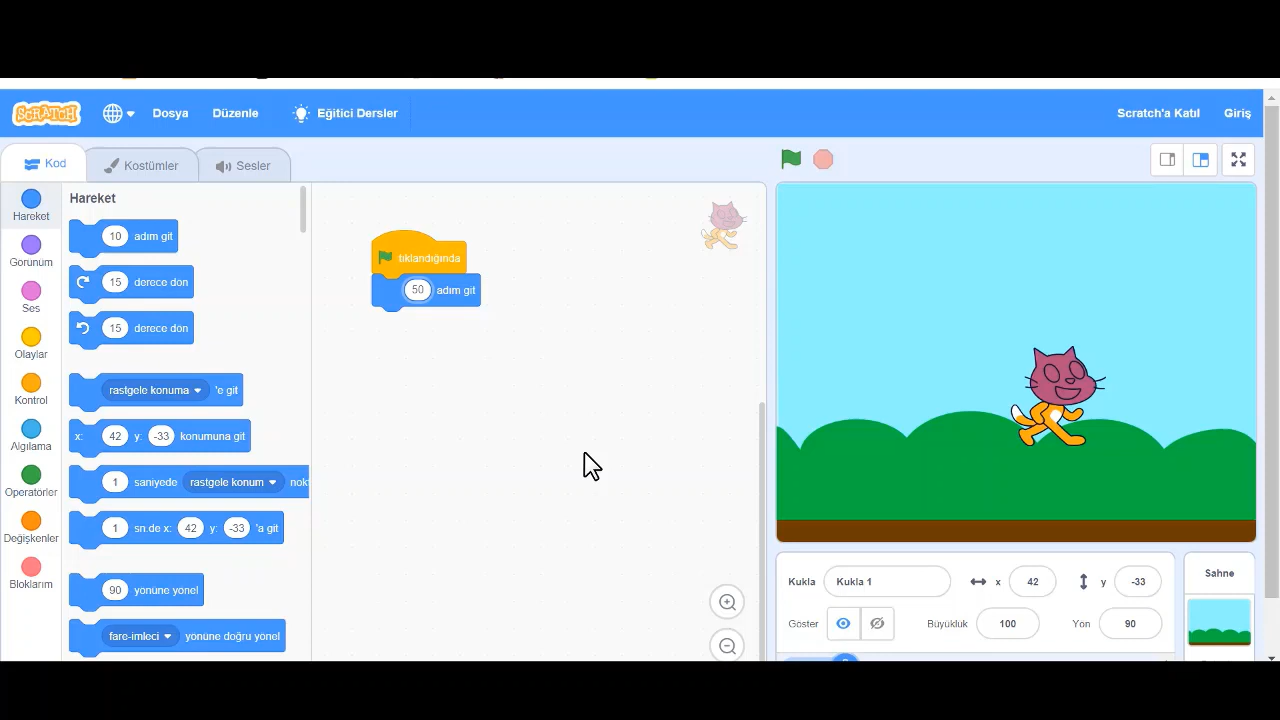 SCRATCH Dosya Düzenle Eğitici Dersler Scratch'a Katıl Giriş
Kod Kostümler Sesler
Hareket
Görünüm
Ses
Olaylar
Kontrol
Algılama
Operatörler
Değişkenler
Bloklarım
Hareket
10 adım git
15 derece dön
15 derece dön
rastgele konuma 'e git
x: 42 y: -33 konumuna git
1 saniyede rastgele konum nokt
1 sn.de x: 42 y: -33 'a git
90 yönüne yönel
fare-imleci yönüne doğru yönel
tıklandığında
50 adım git
Kukla Kukla 1 x 42 y -33
Göster Büyükluk 100 Yön 90
Sahne